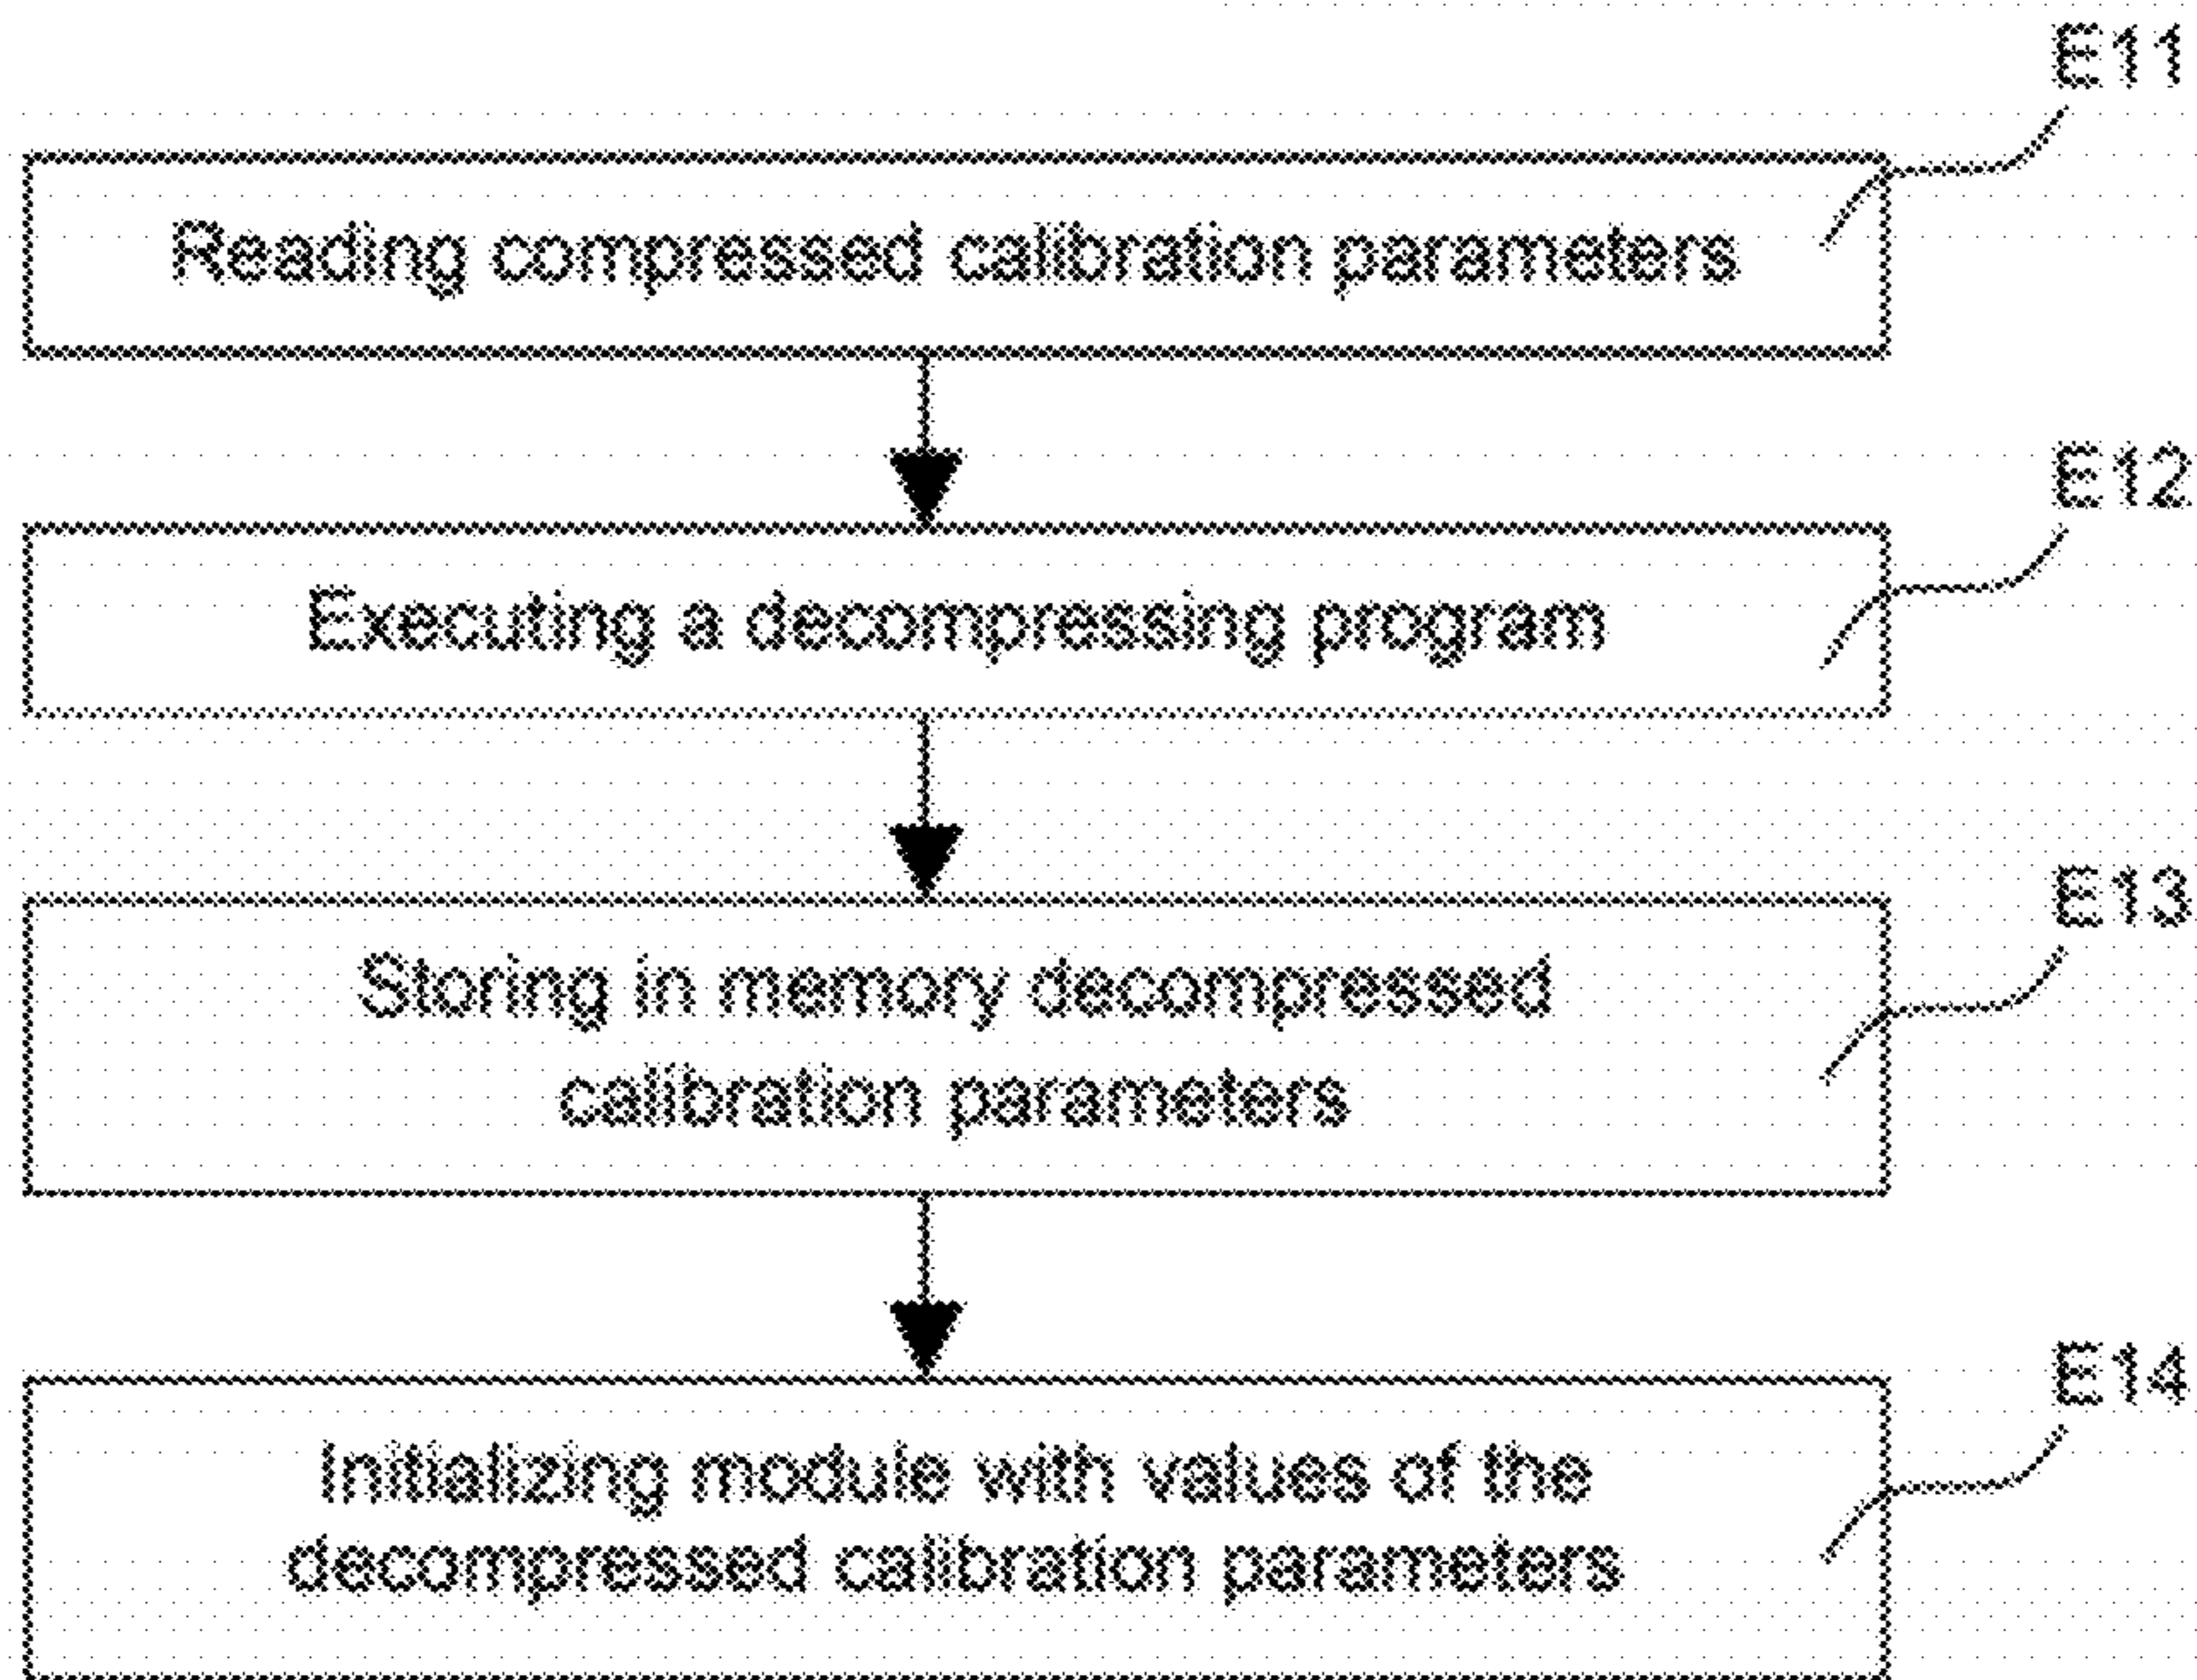 E11
Reading compressed calibration parameters
E12
Executing a decompressing program
E13
Storing in memory decompressed
calibration parameters
E14
Initializing module with values of the
decompressed calibration parameters